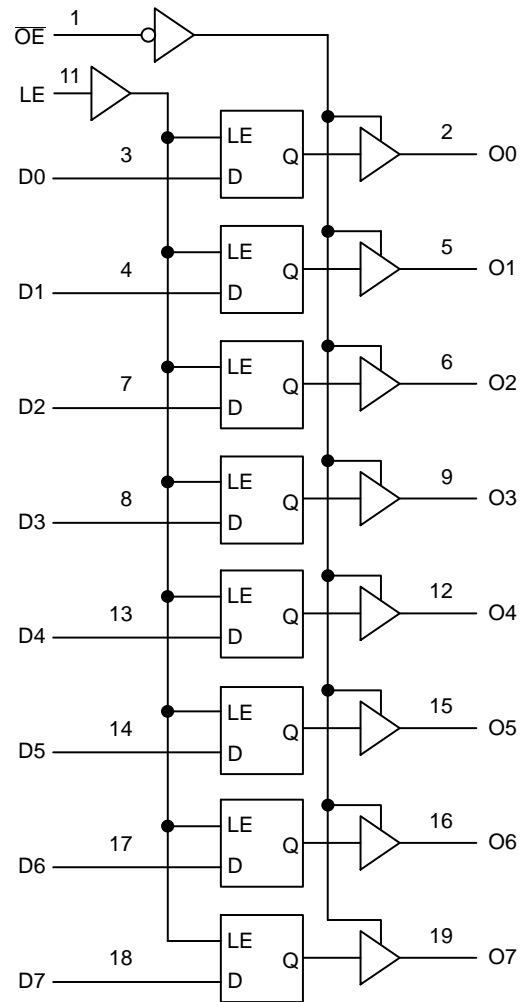 OE 1
LE 11
LE
D0 3 D Q 2 O0
LE
D1 4 D Q 5 O1
LE
D2 7 D Q 6 O2
LE
D3 8 D Q 9 O3
LE
D4 13 D Q 12 O4
LE
D5 14 D Q 15 O5
LE
D6 17 D Q 16 O6
LE
D7 18 D Q 19 O7